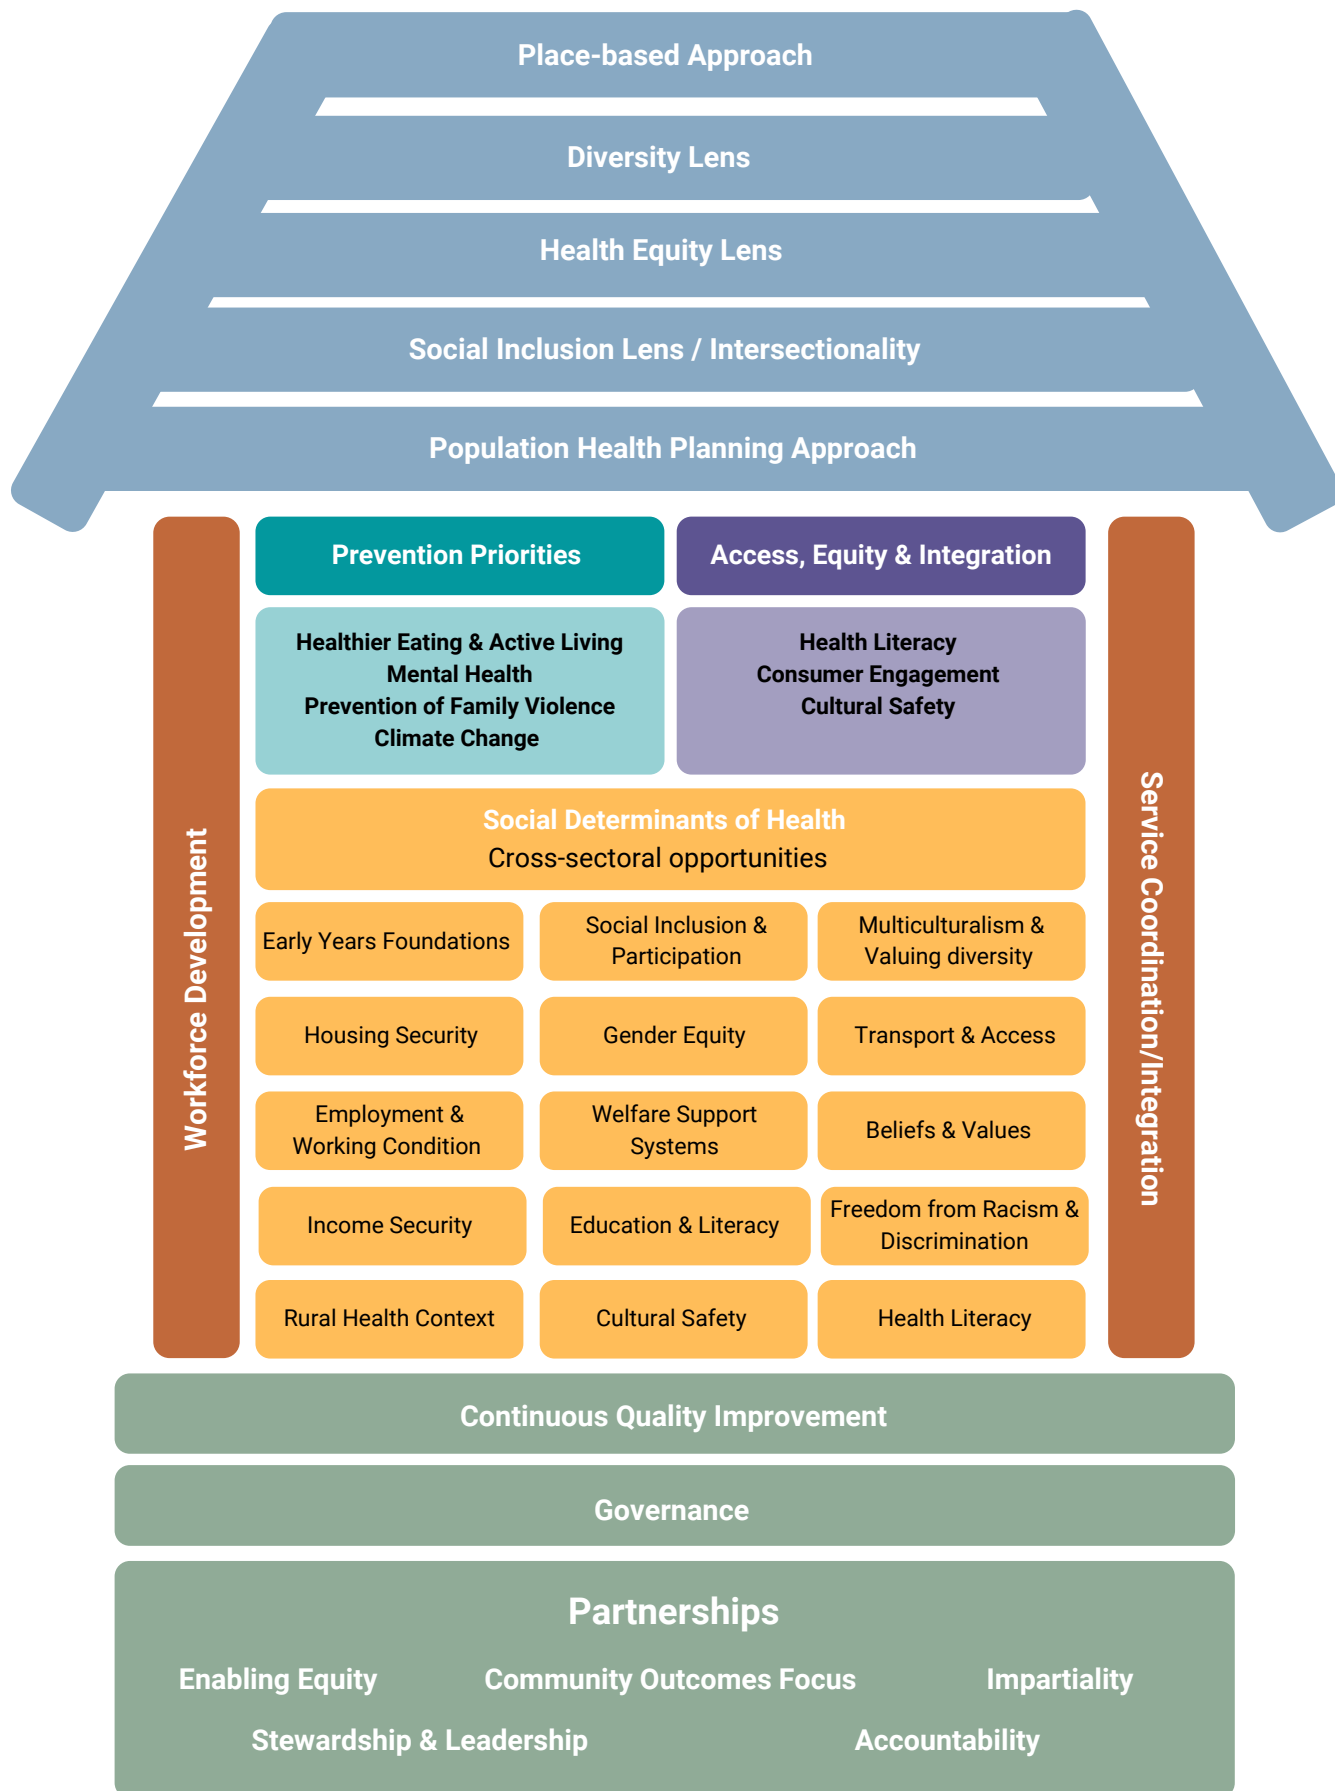 Place-based Approach
Diversity Lens
Health Equity Lens
Social Inclusion Lens / Intersectionality
Population Health Planning Approach
Workforce Development
Prevention Priorities
Healthier Eating & Active Living
Mental Health
Prevention of Family Violence
Climate Change
Access, Equity & Integration
Health Literacy
Consumer Engagement
Cultural Safety
Service Coordination/Integration
Social Determinants of Health
Cross-sectoral opportunities
Early Years Foundations
Social Inclusion &
Participation
Multiculturalism &
Valuing diversity
Housing Security
Gender Equity
Transport & Access
Employment &
Working Condition
Welfare Support
Systems
Beliefs & Values
Income Security
Education & Literacy
Freedom from Racism &
Discrimination
Rural Health Context
Cultural Safety
Health Literacy
Continuous Quality Improvement
Governance
Partnerships
Enabling Equity
Community Outcomes Focus
Impartiality
Stewardship & Leadership
Accountability